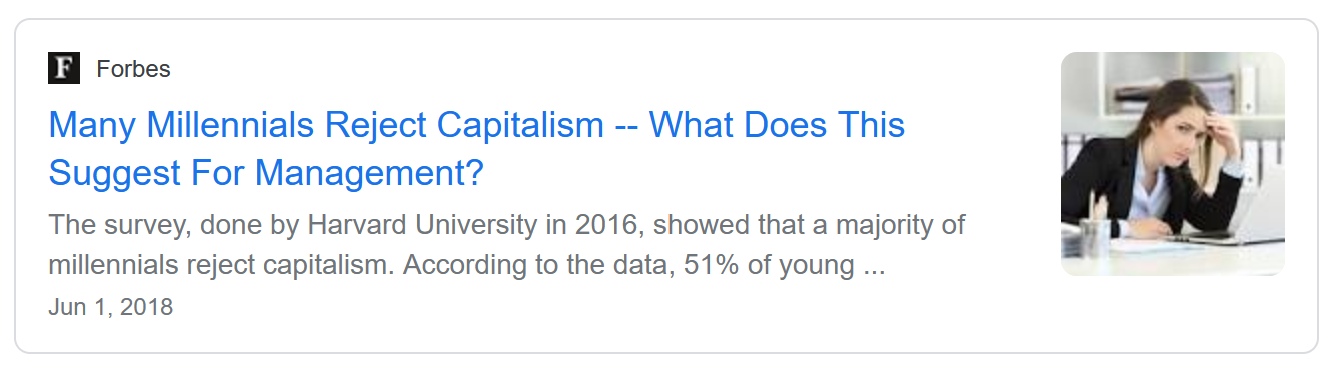 F
Forbes
Many Millennials Reject Capitalism -- What Does This
Suggest For Management?
The survey, done by Harvard University in 2016, showed that a majority of
millennials reject capitalism. According to the data, 51% of young ...
Jun 1, 2018